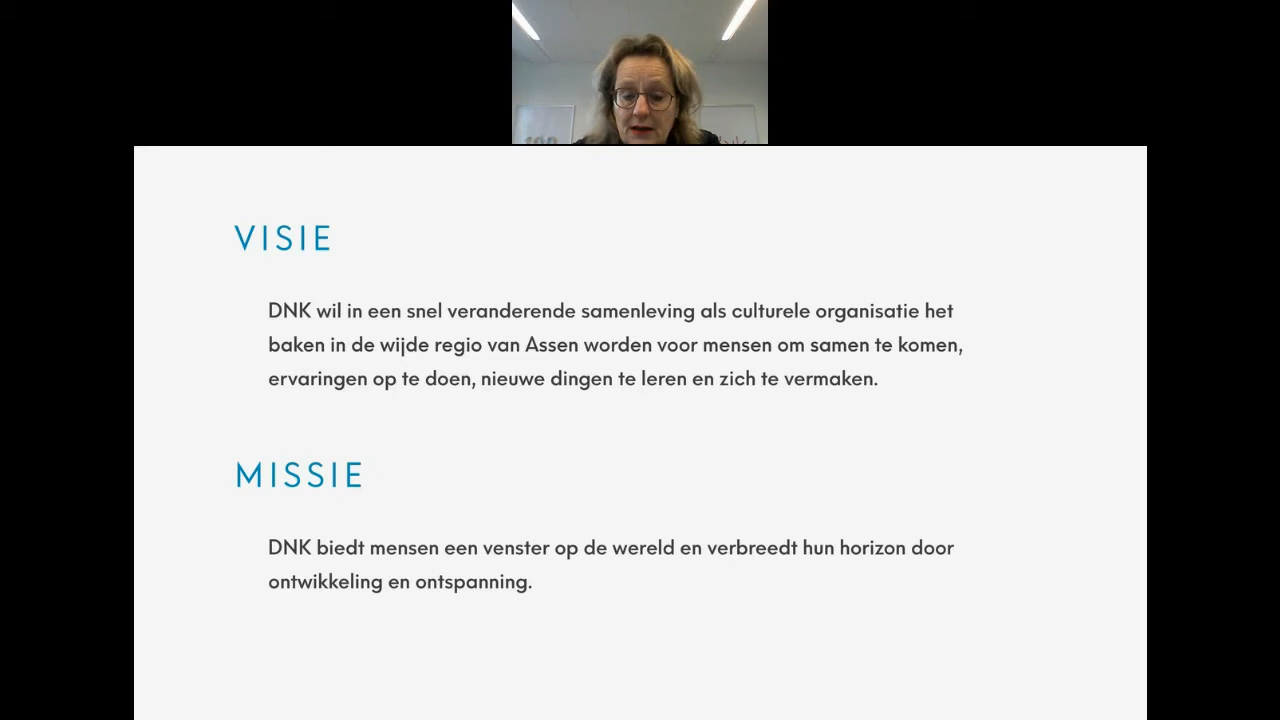 VISIE
DNK wil in een snel veranderende samenleving als culturele organisatie het
baken in de wijde regio van Assen worden voor mensen om samen te komen,
ervaringen op te doen, nieuwe dingen te leren en zich te vermaken.
MISSIE
DNK biedt mensen een venster op de wereld en verbreedt hun horizon door
ontwikkeling en ontspanning.